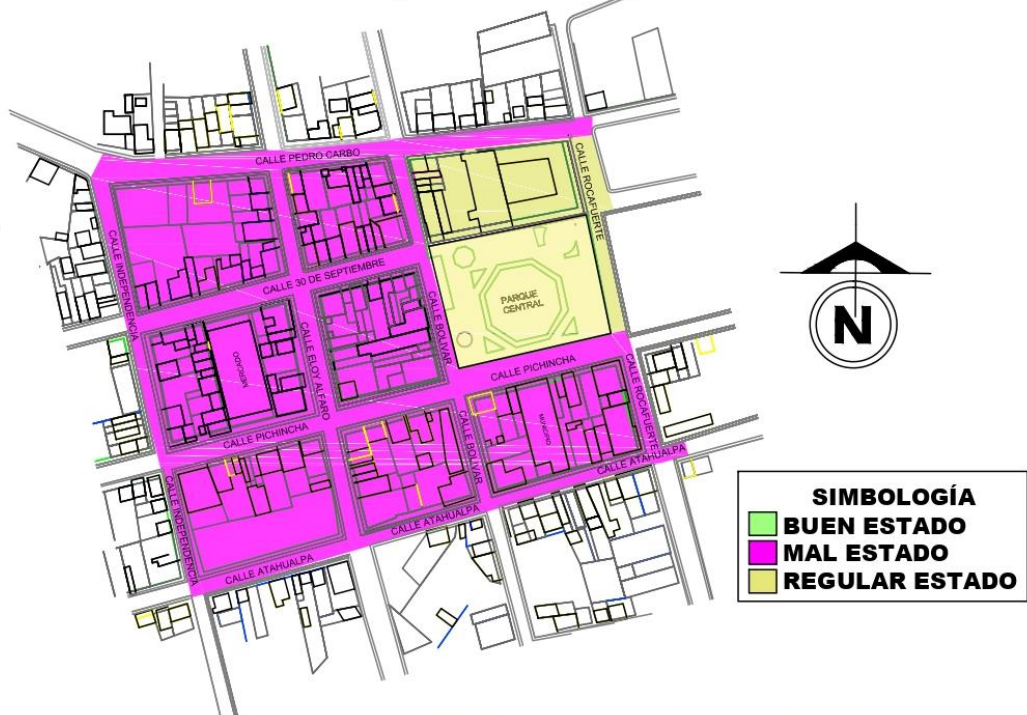 CALLE PEDRO CARBO
CALLE ROCAFUERTE
CALLE INDEPENDENCIA
CALLE 30 DE SEPTIEMBRE
PARQUE
CENTRAL
CALLE BOLIVAR
CALLE ELOY ALFARO
MERCADO
CALLE PICHINCHA
CALLE PICHINCHA
CALLE ROCAFUERTE
CALLE BOLIVAR
MUNICIPIO
CALLE INDEPENDENCIA
CALLE ATAHUALPA
CALLE ATAHUALPA
CALLE ATAHUALPA
N
SIMBOLOGÍA
BUEN ESTADO
MAL ESTADO
REGULAR ESTADO